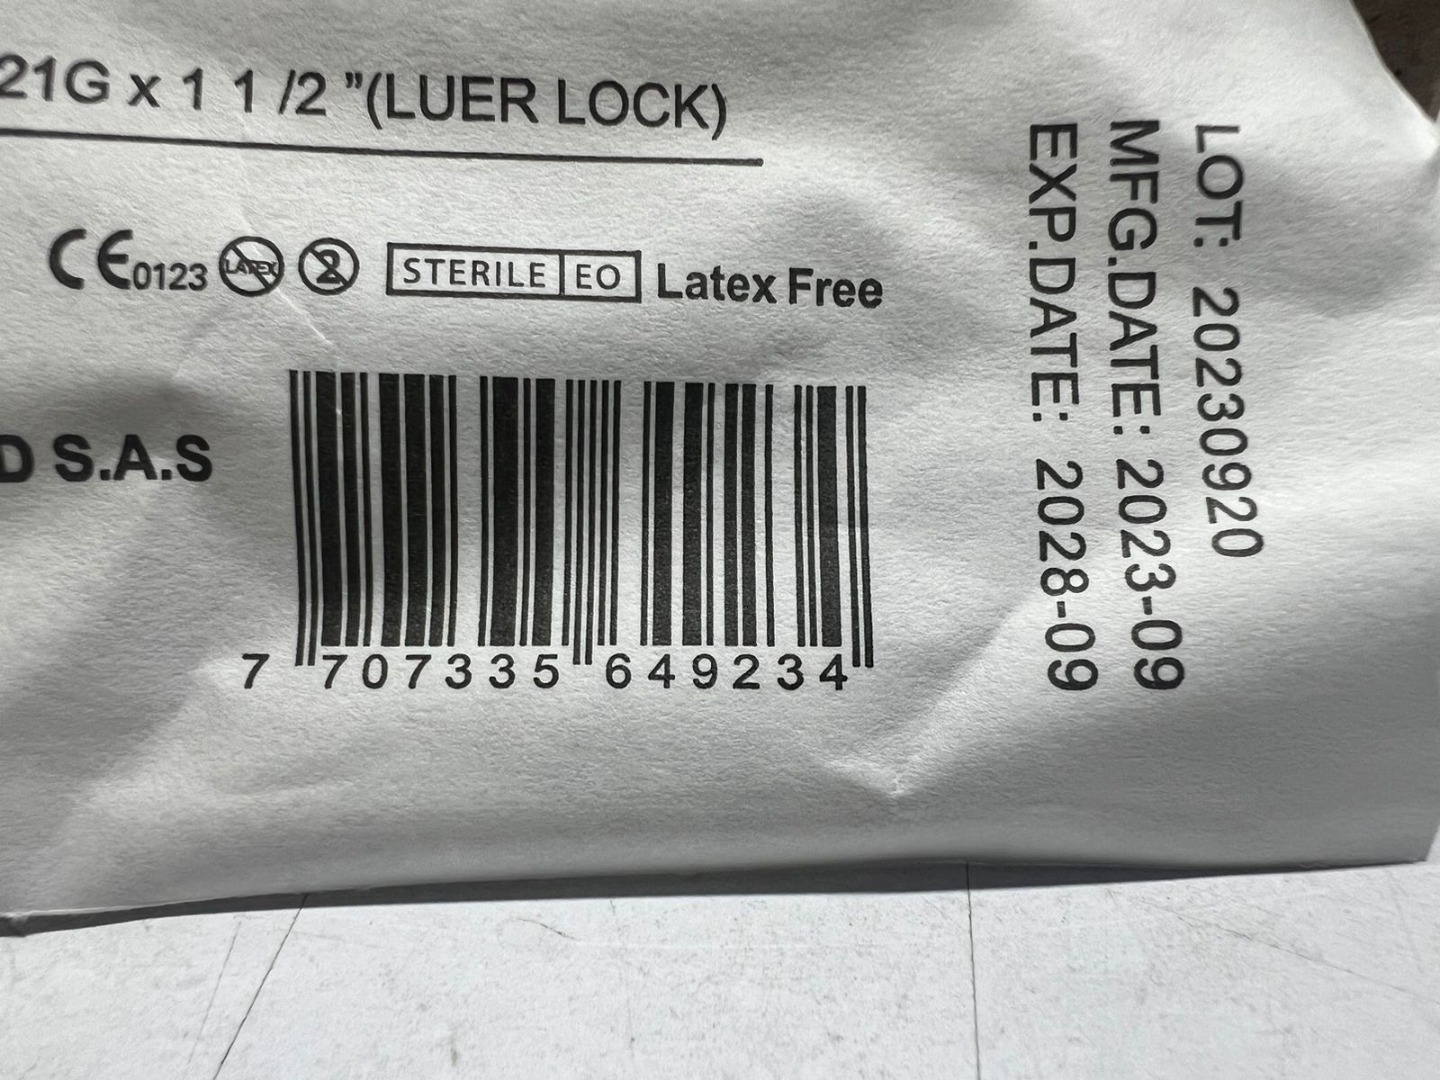 21G x 1 1 /2 "(LUER LOCK)
CE0123 LATEX 2 STERILE EO Latex Free
D S.A.S
7 707335 649234
LOT: 20230920
MFG.DATE: 2023-09
EXP.DATE: 2028-09